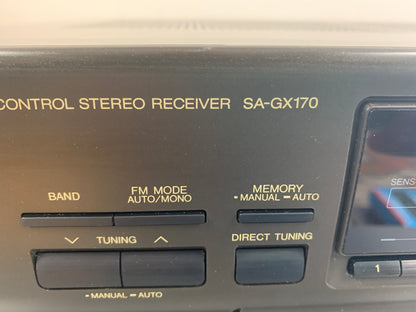 CONTROL STEREO RECEIVER SA-GX170
SENS
BAND
FM MODE
AUTO/MONO
MEMORY
- MANUAL — AUTO
TUNING
DIRECT TUNING
1
- MANUAL — AUTO